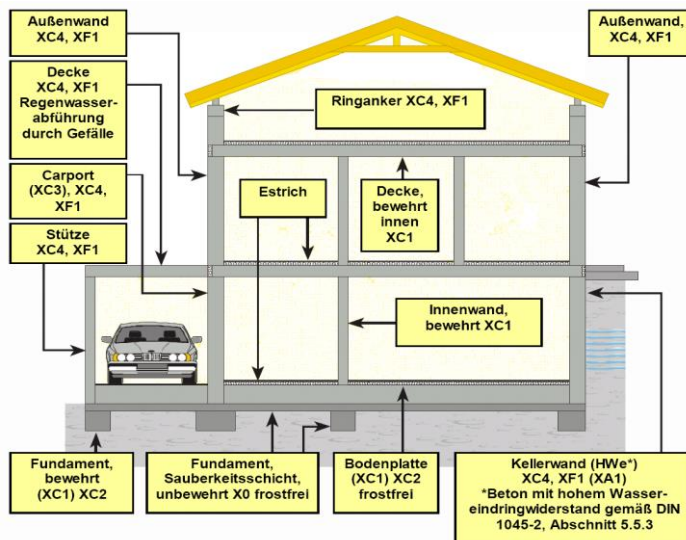 Außenwand
XC4, XF1
Decke
XC4, XF1
Regenwasser-
abführung
durch Gefälle
Carport
(XC3), XC4,
XF1
Stütze
XC4, XF1
Ringanker XC4, XF1
Estrich
Decke,
bewehrt
innen
XC1
Innenwand,
bewehrt XC1
Außenwand,
XC4, XF1
Fundament,
bewehrt
(XC1) XC2
Fundament,
Sauberkeitsschicht,
unbewehrt X0 frostfrei
Bodenplatte
(XC1) XC2
frostfrei
Kellerwand (HWe*)
XC4, XF1 (XA1)
*Beton mit hohem Wasser-
eindringwiderstand gemäß DIN
1045-2, Abschnitt 5.5.3